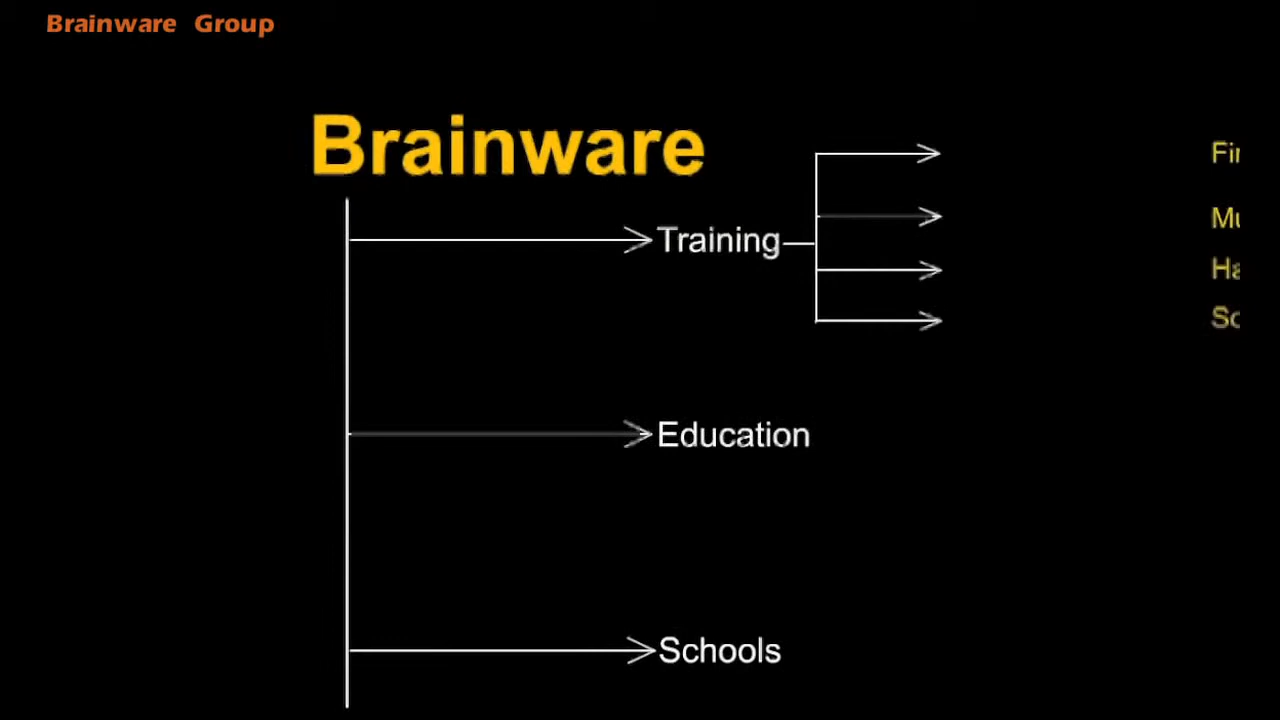 Brainware Group
Brainware
Training
Education
Schools